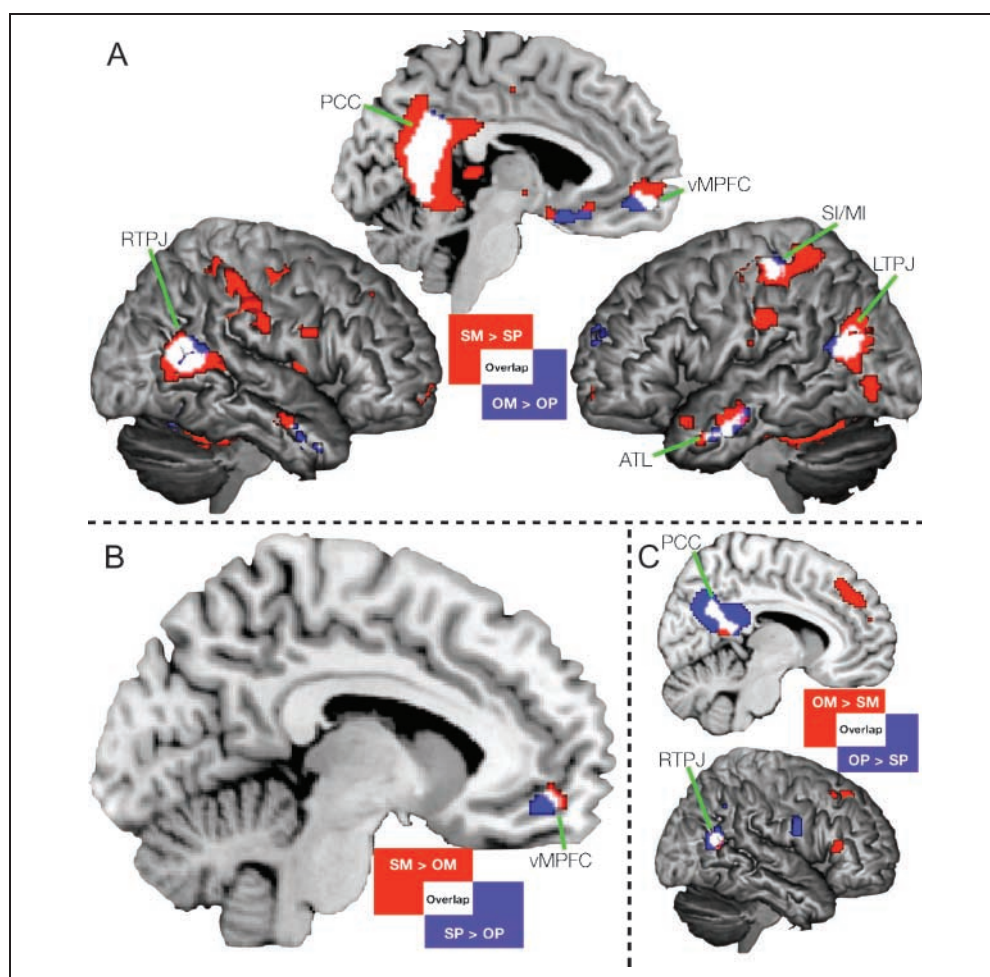 A
PCC
vMPFC
RTPJ
SI/MI
LTPJ
SM > SP
Overlap
OM > OP
ATL
B
vMPFC
SM > OM
Overlap
SP > OP
C
PCC
OM > SM
Overlap
OP > SP
RTPJ